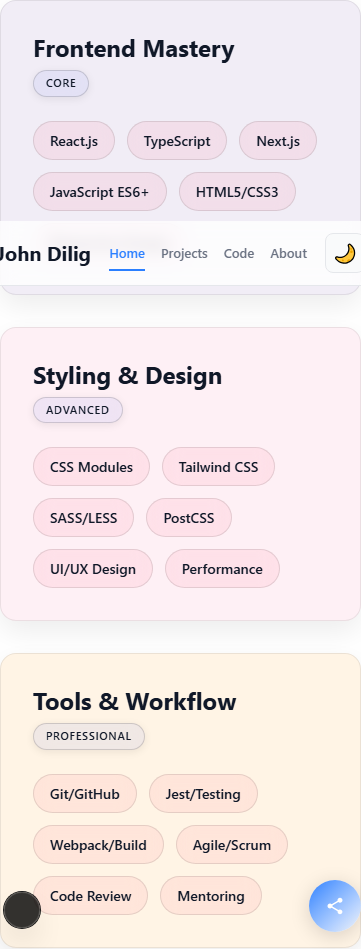 Frontend Mastery
CORE
React.js TypeScript Next.js
JavaScript ES6+ HTML5/CSS3
John Dilig Home Projects Code About
Styling & Design
ADVANCED
CSS Modules Tailwind CSS
SASS/LESS PostCSS
UI/UX Design Performance
Tools & Workflow
PROFESSIONAL
Git/GitHub Jest/Testing
Webpack/Build Agile/Scrum
Code Review Mentoring